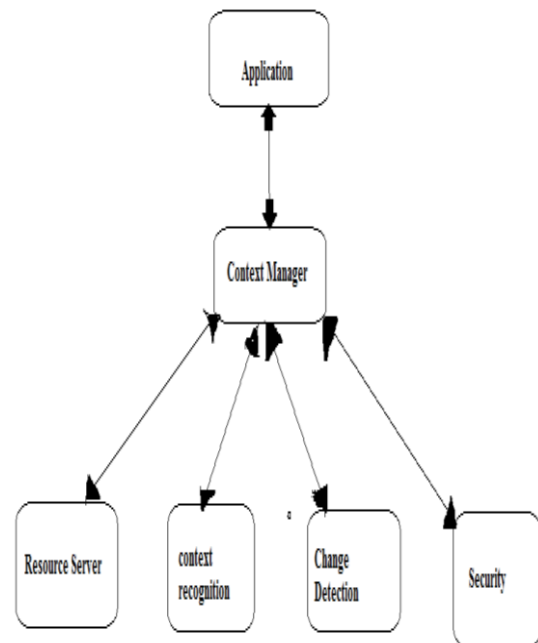 Application
Context Manager
Resource Server
context
recognition
Change
Detection
Security